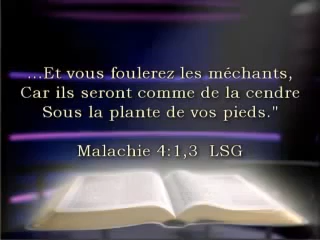 ...Et vous foulerez les méchants,
Car ils seront comme de la cendre
Sous la plante de vos pieds."
Malachie 4:1,3 LSG